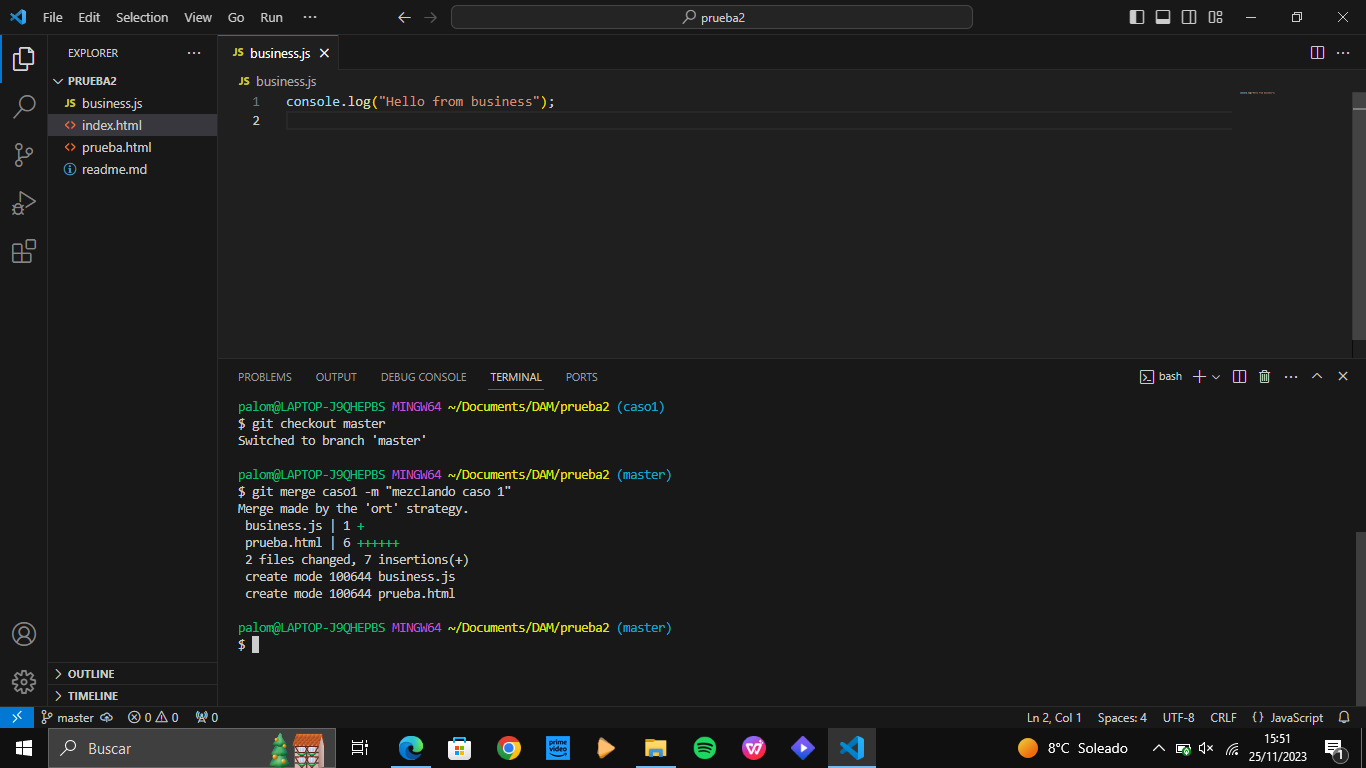 File Edit Selection View Go Run ···
prueba2
EXPLORER ···
PRUEBA2
JS business.js
<> index.html
<> prueba.html
readme.md
OUTLINE
TIMELINE
JS business.js
JS business.js
1 console.log("Hello from business");
2
PROBLEMS OUTPUT DEBUG CONSOLE TERMINAL PORTS
bash
palom@LAPTOP-J9QHEPBS MINGW64 ~/Documents/DAM/prueba2 (caso1)
$ git checkout master
Switched to branch 'master'
palom@LAPTOP-J9QHEPBS MINGW64 ~/Documents/DAM/prueba2 (master)
$ git merge caso1 -m "mezclando caso 1"
Merge made by the 'ort' strategy.
business.js | 1 +
prueba.html | 6 ++++++
2 files changed, 7 insertions(+)
create mode 100644 business.js
create mode 100644 prueba.html
palom@LAPTOP-J9QHEPBS MINGW64 ~/Documents/DAM/prueba2 (master)
$
master 0 0 0
Ln 2, Col 1 Spaces: 4 UTF-8 CRLF {} JavaScript
Buscar
prime video
8°C Soleado
15:51
25/11/2023
1